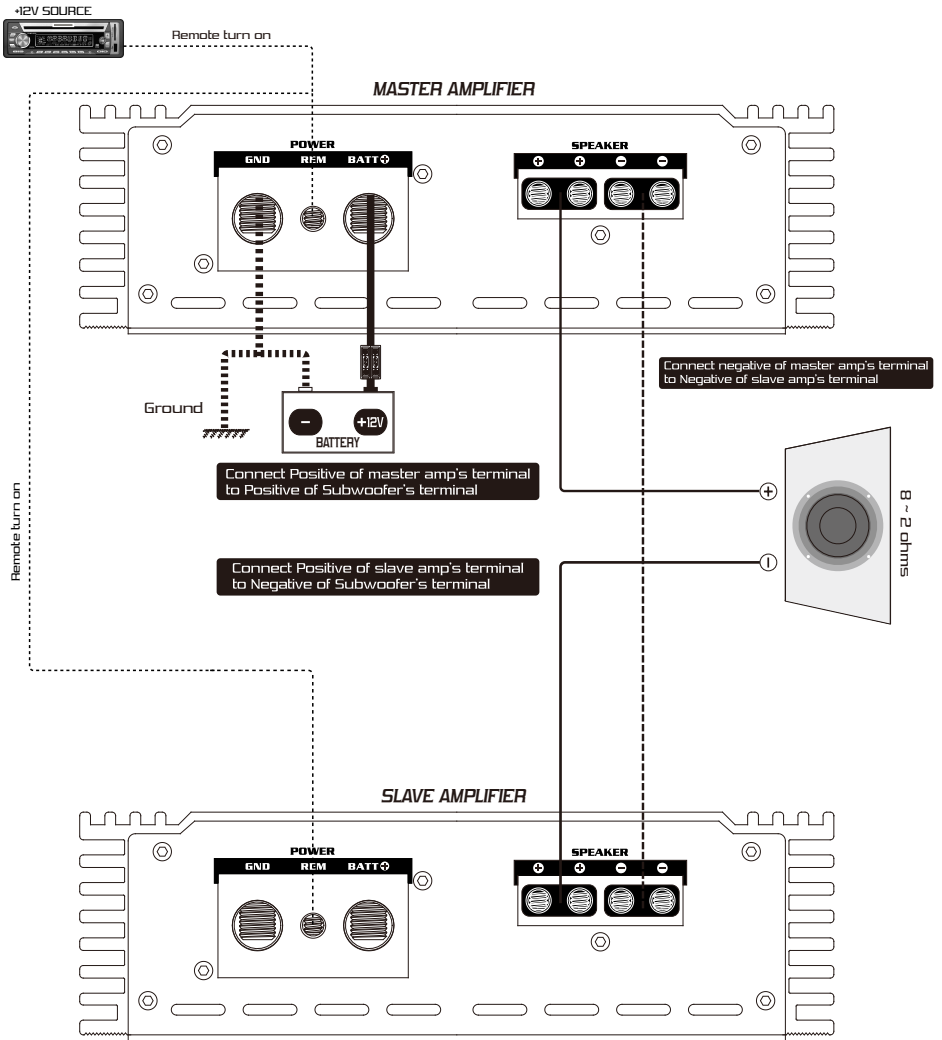 +12V SOURCE
Remote turn on
MASTER AMPLIFIER
POWER
GND REM BATT+
SPEAKER
+ + - -
Connect negative of master amp's terminal
to Negative of slave amp's terminal
Ground
- +12V
BATTERY
Connect Positive of master amp's terminal
to Positive of Subwoofer's terminal
+
8 ~ 2 ohms
Remote turn on
Connect Positive of slave amp's terminal
to Negative of Subwoofer's terminal
-
SLAVE AMPLIFIER
POWER
GND REM BATT+
SPEAKER
+ + - -